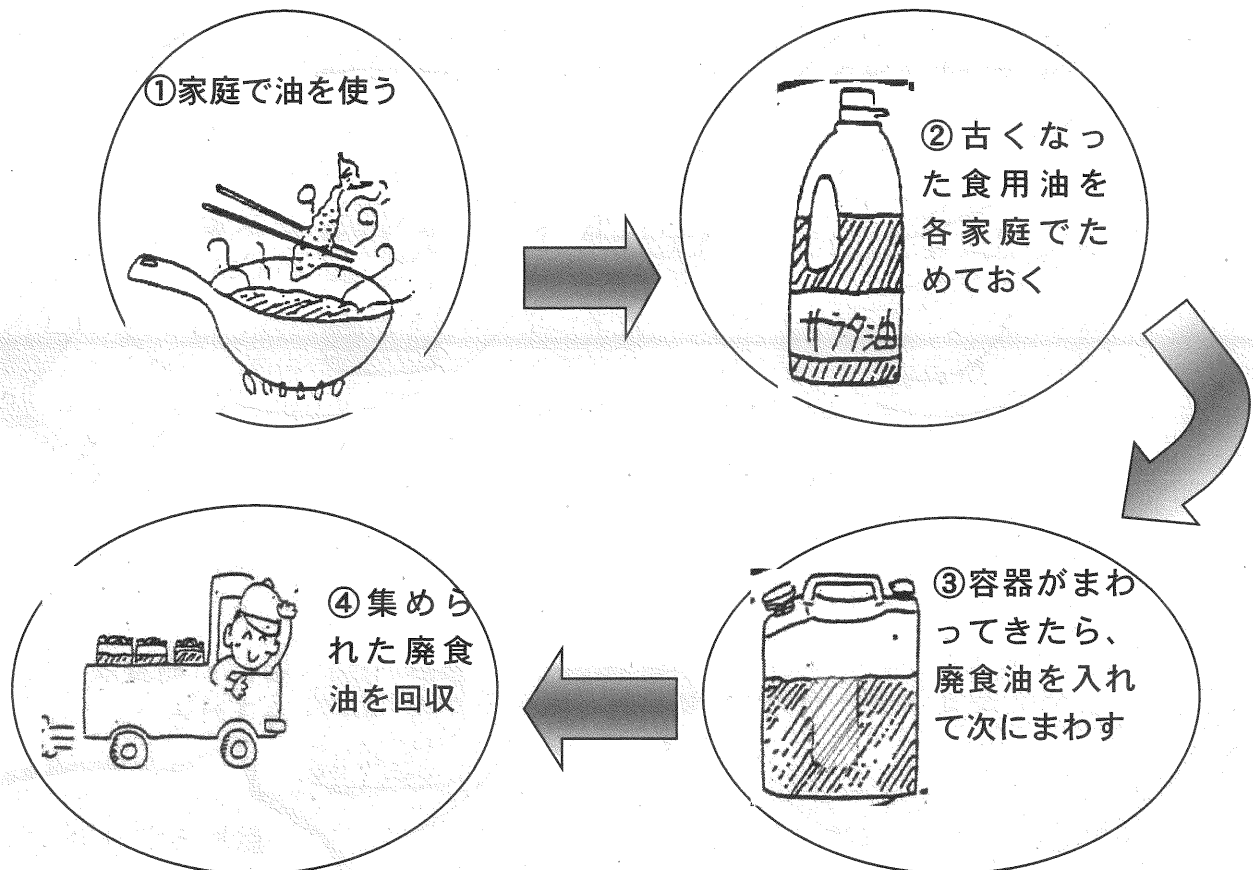 ①家庭で油を使う
②古くなっ
た食用油を
各家庭でた
めておく
サラダ油
③容器がまわ
ってきたら、
廃食油を入れ
て次にまわす
④集めら
れた廃食
油を回収